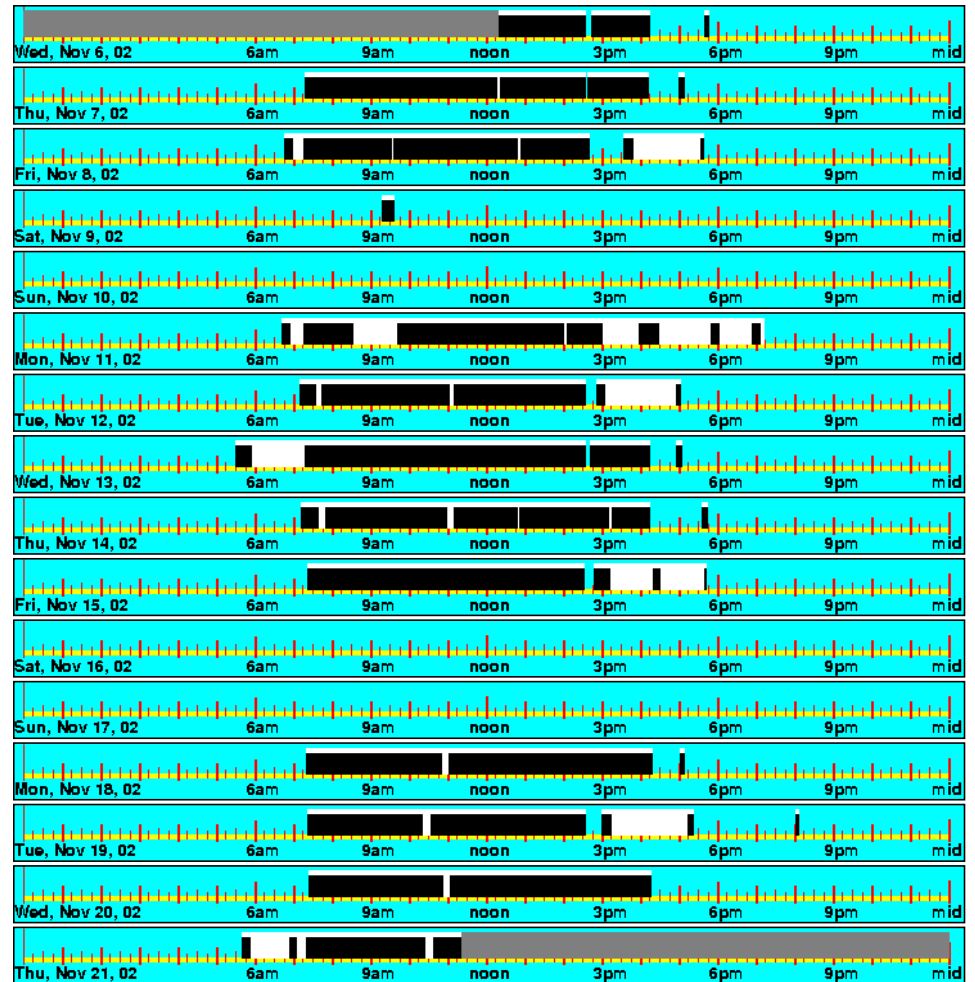 6am 9am noon 3pm 6pm 9pm mid
Wed, Nov 6, 02
6am 9am noon 3pm 6pm 9pm mid
Thu, Nov 7, 02
6am 9am noon 3pm 6pm 9pm mid
Fri, Nov 8, 02
6am 9am noon 3pm 6pm 9pm mid
Sat, Nov 9, 02
6am 9am noon 3pm 6pm 9pm mid
Sun, Nov 10, 02
6am 9am noon 3pm 6pm 9pm mid
Mon, Nov 11, 02
6am 9am noon 3pm 6pm 9pm mid
Tue, Nov 12, 02
6am 9am noon 3pm 6pm 9pm mid
Wed, Nov 13, 02
6am 9am noon 3pm 6pm 9pm mid
Thu, Nov 14, 02
6am 9am noon 3pm 6pm 9pm mid
Fri, Nov 15, 02
6am 9am noon 3pm 6pm 9pm mid
Sat, Nov 16, 02
6am 9am noon 3pm 6pm 9pm mid
Sun, Nov 17, 02
6am 9am noon 3pm 6pm 9pm mid
Mon, Nov 18, 02
6am 9am noon 3pm 6pm 9pm mid
Tue, Nov 19, 02
6am 9am noon 3pm 6pm 9pm mid
Wed, Nov 20, 02
6am 9am noon 3pm 6pm 9pm mid
Thu, Nov 21, 02